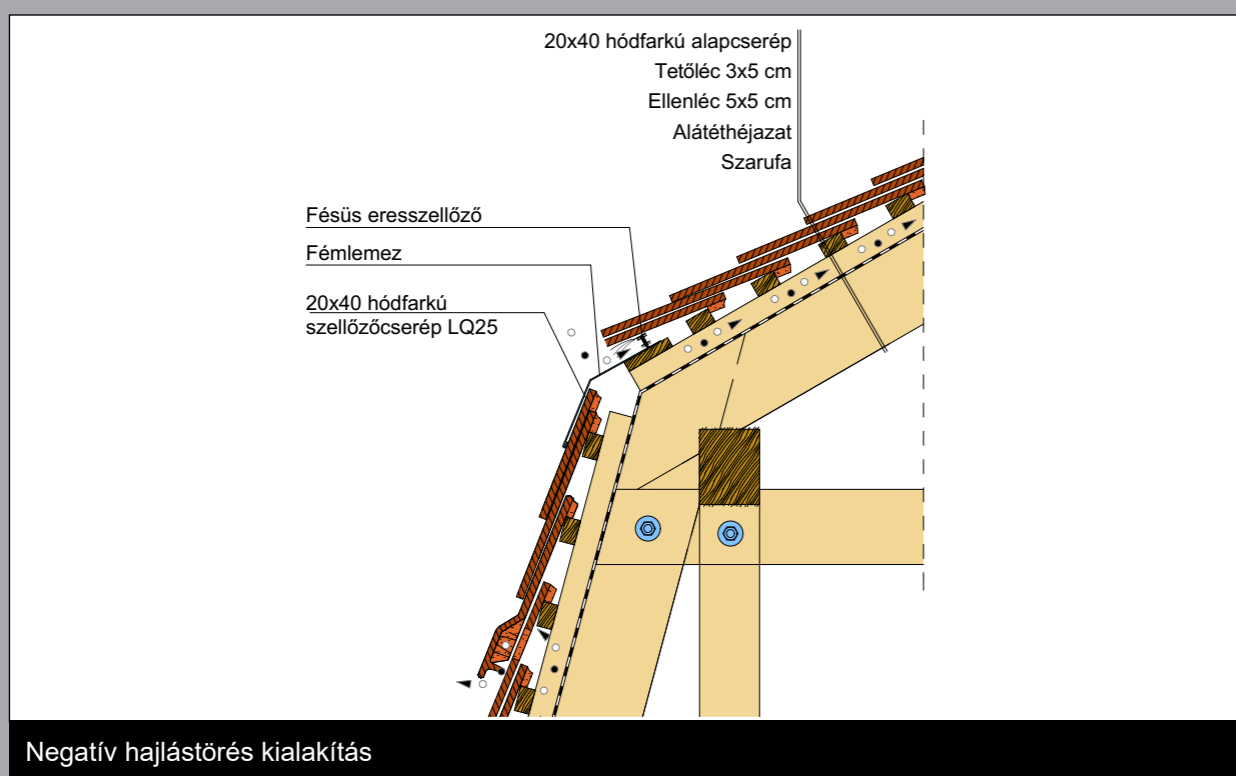 20x40 hódfarkú alapcserép
Tetőléc 3x5 cm
Ellenléc 5x5 cm
Alátéthéjazat
Szarufa
Fésüs eresszellőző
Fémlemez
20x40 hódfarkú
szellőzőcserép LQ25
Negatív hajlástörés kialakítás